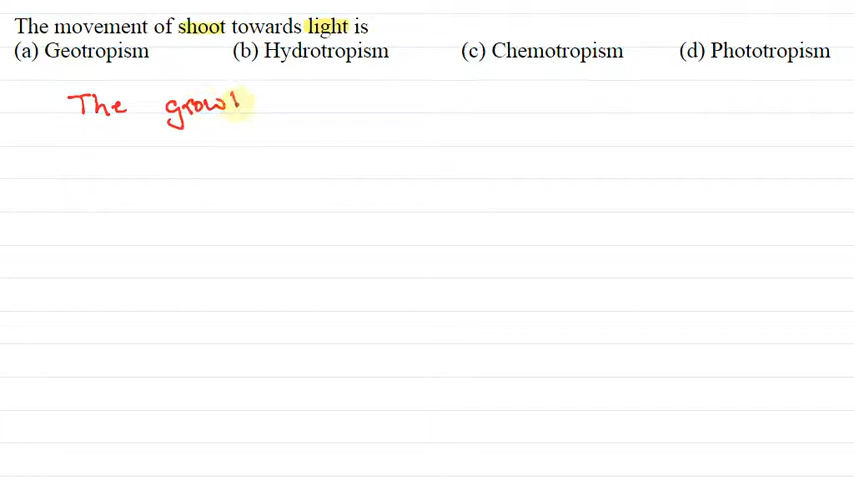 The movement of shoot towards light is
(a) Geotropism (b) Hydrotropism (c) Chemotropism (d) Phototropism
The